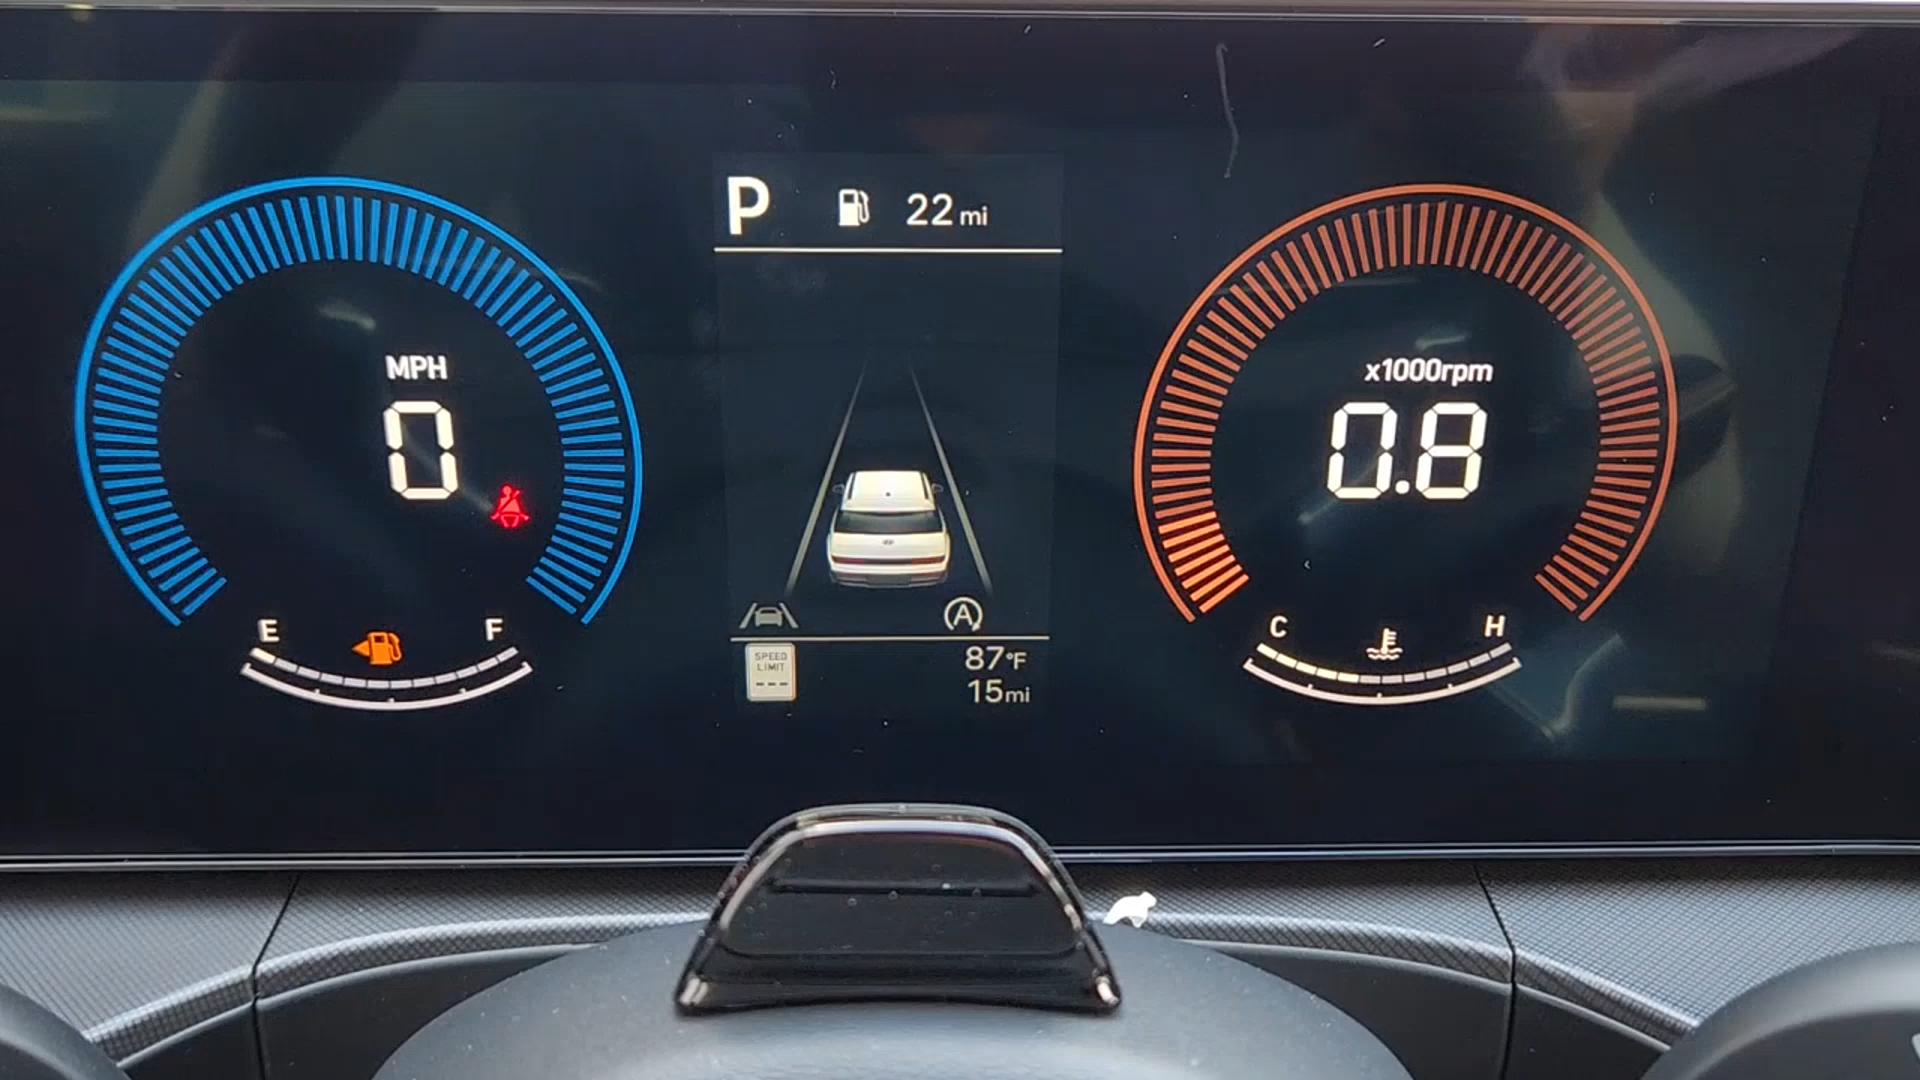 P 22 mi
MPH
0
x1000rpm
0.8
E F
A
C H
SPEED
LIMIT
---
87°F
15mi